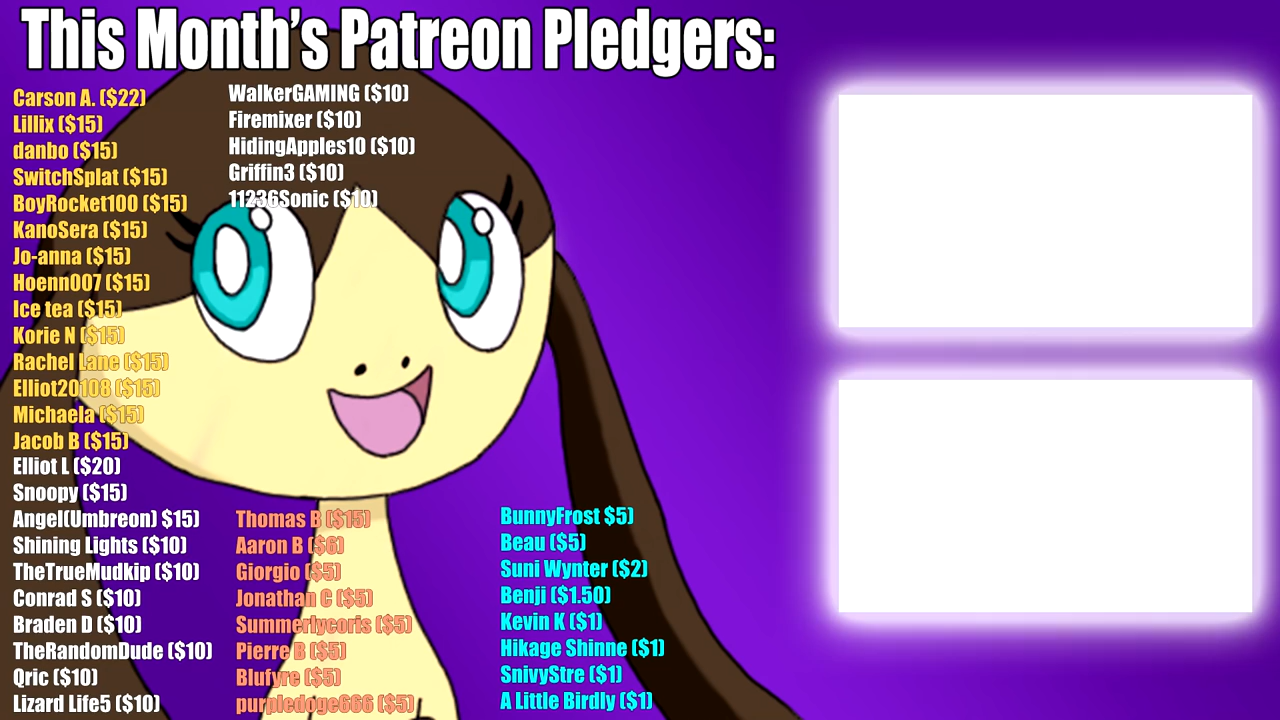 This Month's Patreon Pledgers:
Carson A. ($22)
Lillix ($15)
danbo ($15)
SwitchSplat ($15)
BoyRocket100 ($15)
KanoSera ($15)
Jo-anna ($15)
Hoenn007 ($15)
Ice tea ($15)
Korie N ($15)
Rachel Lane ($15)
Elliot20108 ($15)
Michaela ($15)
Jacob B ($15)
Elliot L ($20)
Snoopy ($15)
Angel(Umbreon) $15)
Shining Lights ($10)
TheTrueMudkip ($10)
Conrad S ($10)
Braden D ($10)
TheRandomDude ($10)
Qric ($10)
Lizard Life5 ($10)
WalkerGAMING ($10)
Firemixer ($10)
HidingApples10 ($10)
Griffin3 ($10)
11236Sonic ($10)
Thomas B ($15)
Aaron B ($6)
Giorgio ($5)
Jonathan C ($5)
Summerlycoris ($5)
Pierre B ($5)
Blufyre ($5)
purpledoge666 ($5)
BunnyFrost $5)
Beau ($5)
Suni Wynter ($2)
Benji ($1.50)
Kevin K ($1)
Hikage Shinne ($1)
SnivyStre ($1)
A Little Birdly ($1)